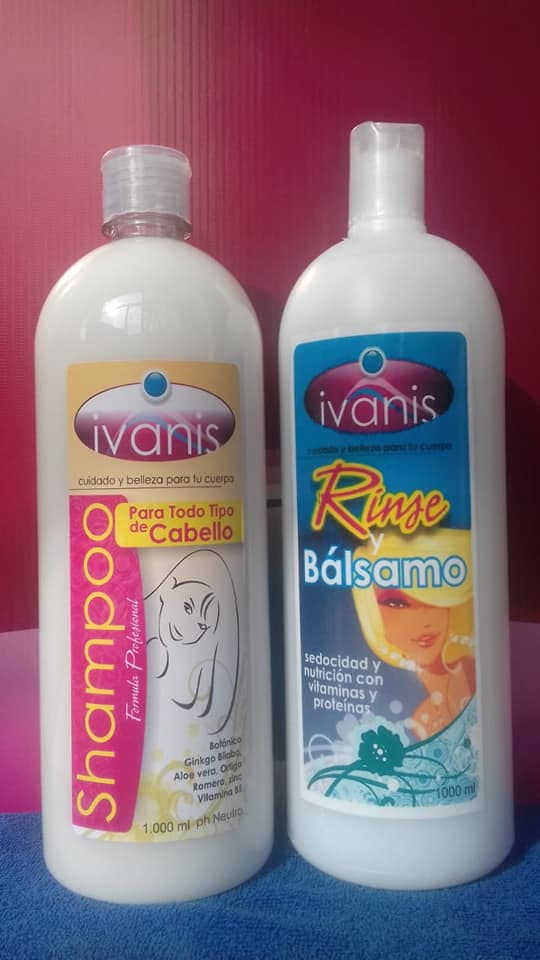 ivanis
cuidado y belleza para tu cuerpo
Para Todo Tipo
de Cabello
Shampoo
Formula Profesional
Botánico
Ginkgo Biloba,
Aloe vera, Ortiga
Romero, zinc
Vitamina B5
1.000 ml ph Neutro
ivanis
cuidado y belleza para tu cuerpo
Rinse
y
Bálsamo
sedocidad y
nutrición con
vitaminas y
proteínas
1000 ml